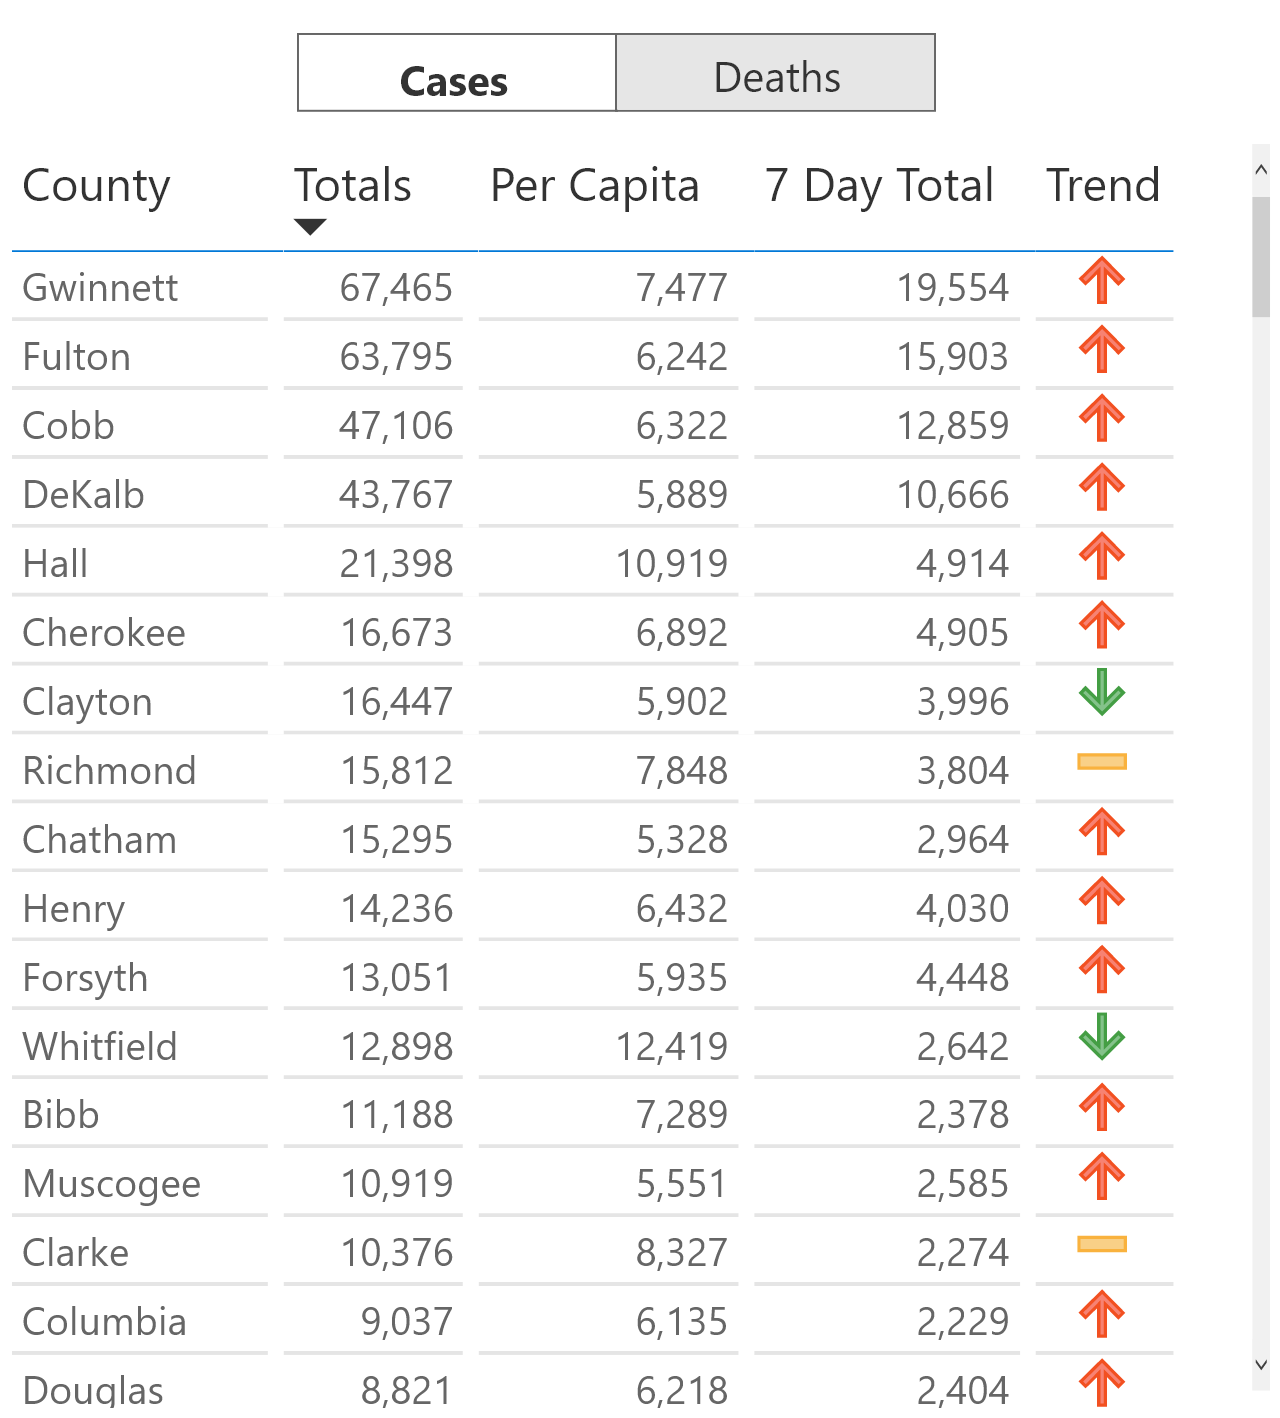 Cases Deaths
County Totals Per Capita 7 Day Total Trend
Gwinnett 67,465 7,477 19,554
Fulton 63,795 6,242 15,903
Cobb 47,106 6,322 12,859
DeKalb 43,767 5,889 10,666
Hall 21,398 10,919 4,914
Cherokee 16,673 6,892 4,905
Clayton 16,447 5,902 3,996
Richmond 15,812 7,848 3,804
Chatham 15,295 5,328 2,964
Henry 14,236 6,432 4,030
Forsyth 13,051 5,935 4,448
Whitfield 12,898 12,419 2,642
Bibb 11,188 7,289 2,378
Muscogee 10,919 5,551 2,585
Clarke 10,376 8,327 2,274
Columbia 9,037 6,135 2,229
Douglas 8,821 6,218 2,404